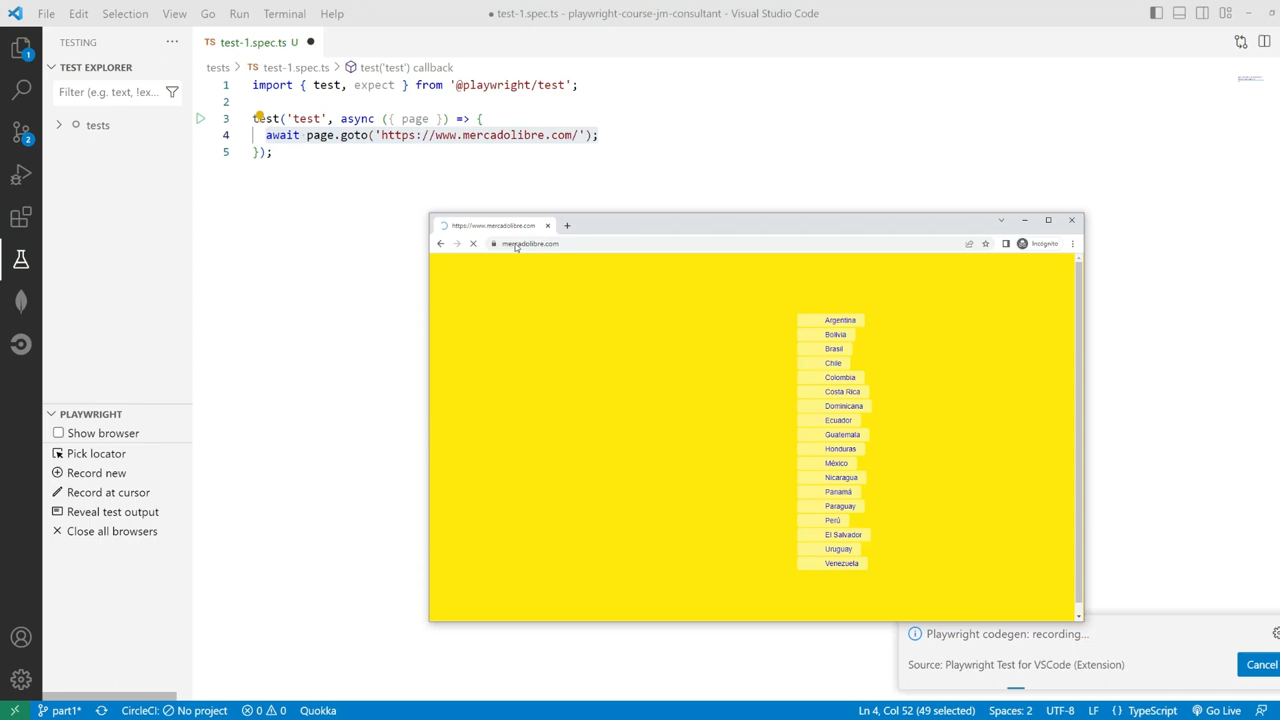 File Edit Selection View Go Run Terminal Help
● test-1.spec.ts - playwright-course-jm-consultant - Visual Studio Code
TESTING
TS test-1.spec.ts U
TEST EXPLORER
Filter (e.g. text, !ex...
tests
tests > TS test-1.spec.ts > test('test') callback
1 import { test, expect } from '@playwright/test';
2
3 test('test', async ({ page }) => {
4 await page.goto('https://www.mercadolibre.com/');
5 });
https://www.mercadolibre.com/
mercadolibre.com
Incógnito
Argentina
Bolivia
Brasil
Chile
Colombia
Costa Rica
Dominicana
Ecuador
Guatemala
Honduras
México
Nicaragua
Panamá
Paraguay
Perú
El Salvador
Uruguay
Venezuela
PLAYWRIGHT
Show browser
Pick locator
Record new
Record at cursor
Reveal test output
Close all browsers
Playwright codegen: recording...
Source: Playwright Test for VSCode (Extension)
Cancel
1
2
part1* CircleCI: No project 0 0 Quokka
Ln 4, Col 52 (49 selected) Spaces: 2 UTF-8 LF {} TypeScript Go Live